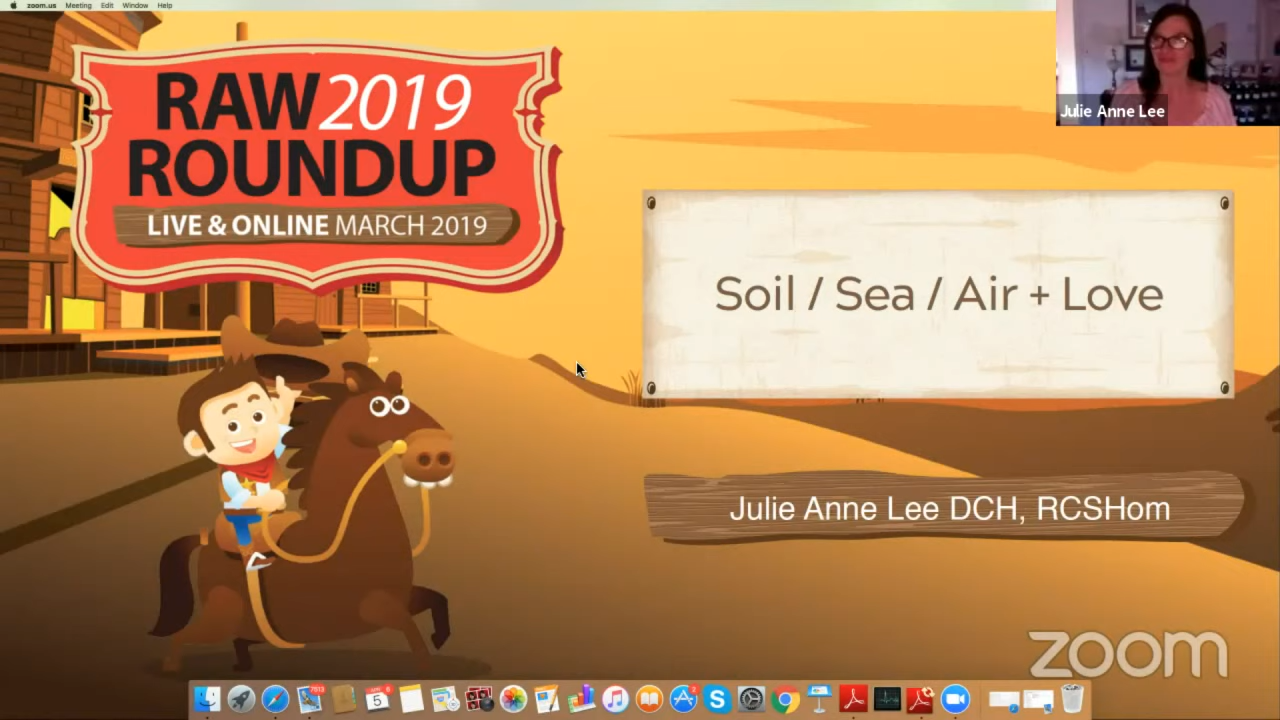 zoom.us Meeting Edit Window Help
RAW 2019
ROUNDUP
LIVE & ONLINE MARCH 2019
Julie Anne Lee
Soil / Sea / Air + Love
Julie Anne Lee DCH, RCSHom
zoom
5